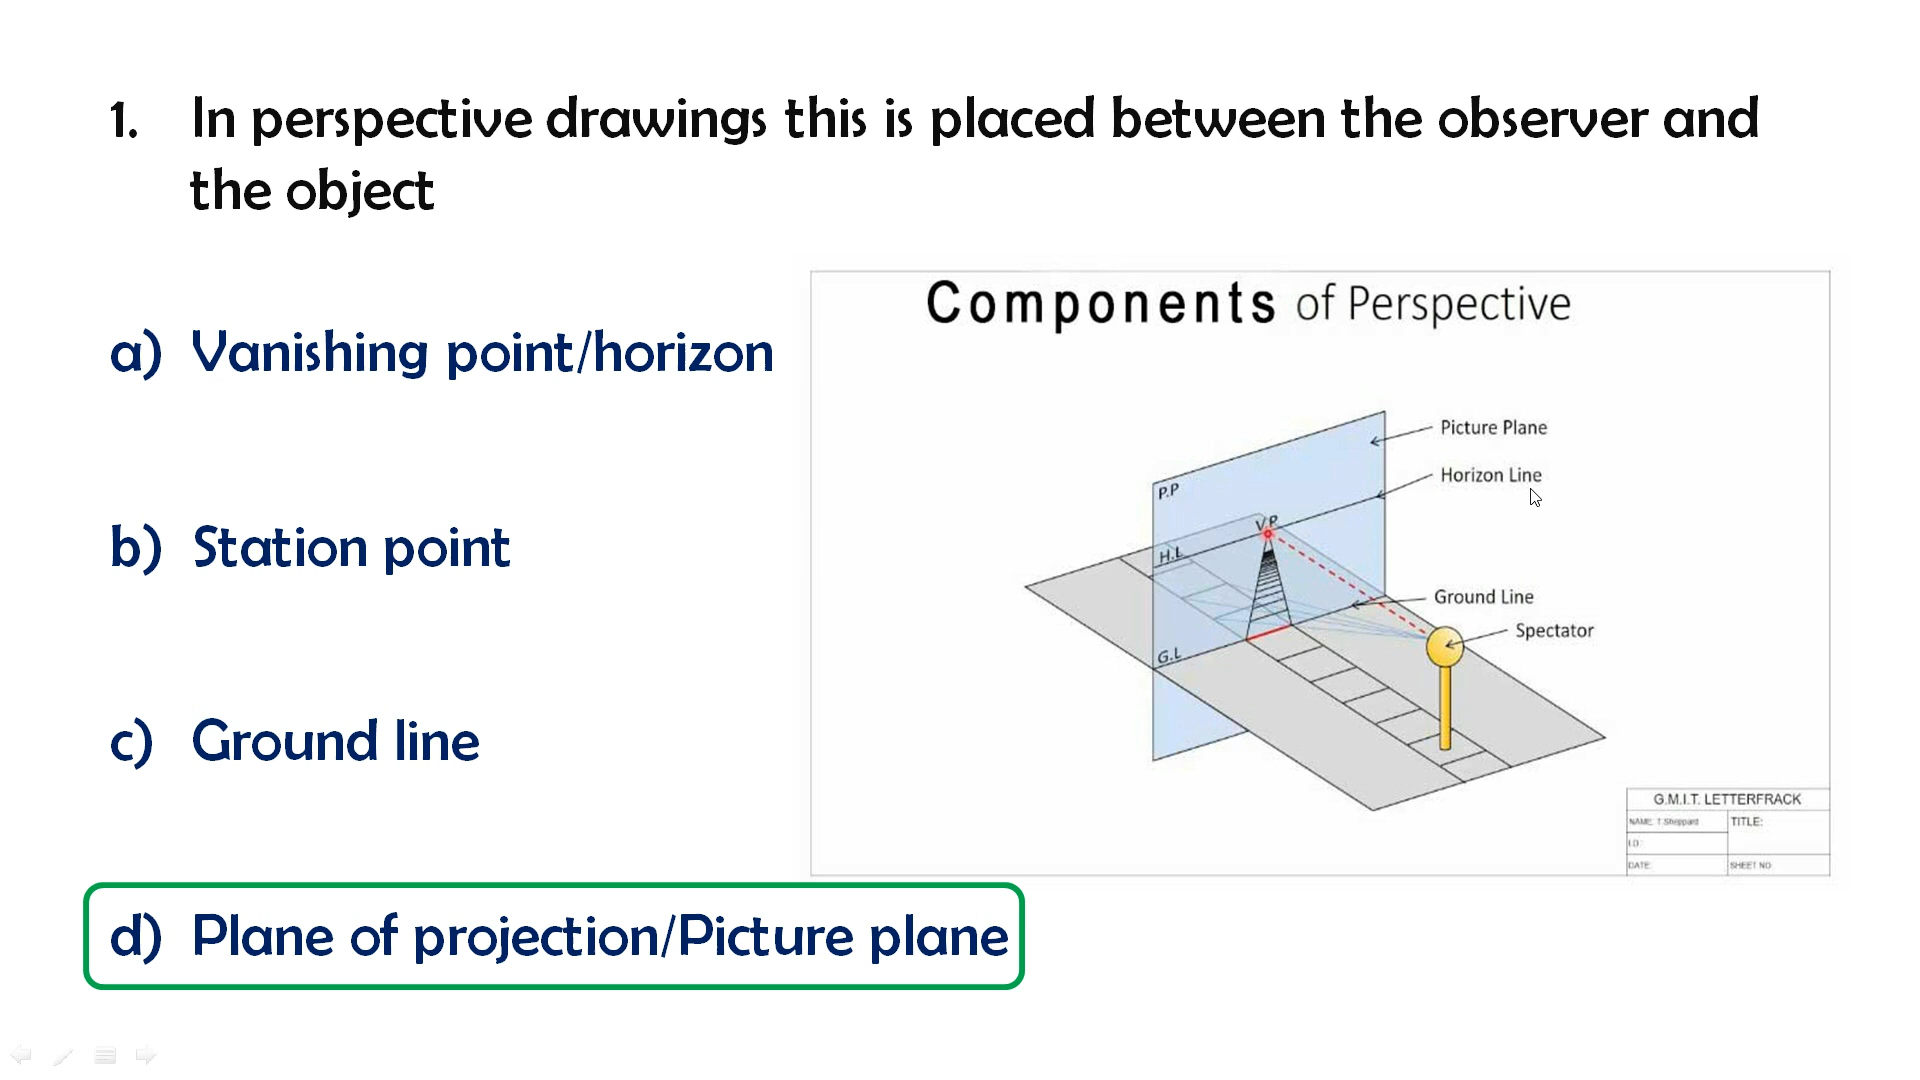 1. In perspective drawings this is placed between the observer and
the object
a) Vanishing point/horizon
b) Station point
c) Ground line
d) Plane of projection/Picture plane
Components of Perspective
Picture Plane
Horizon Line
Ground Line
Spectator
P.P
V.P
H.L
G.L
G.M.I.T. LETTERFRACK
NAME: T.Sheppard
TITLE:
I.D:
DATE:
SHEET NO